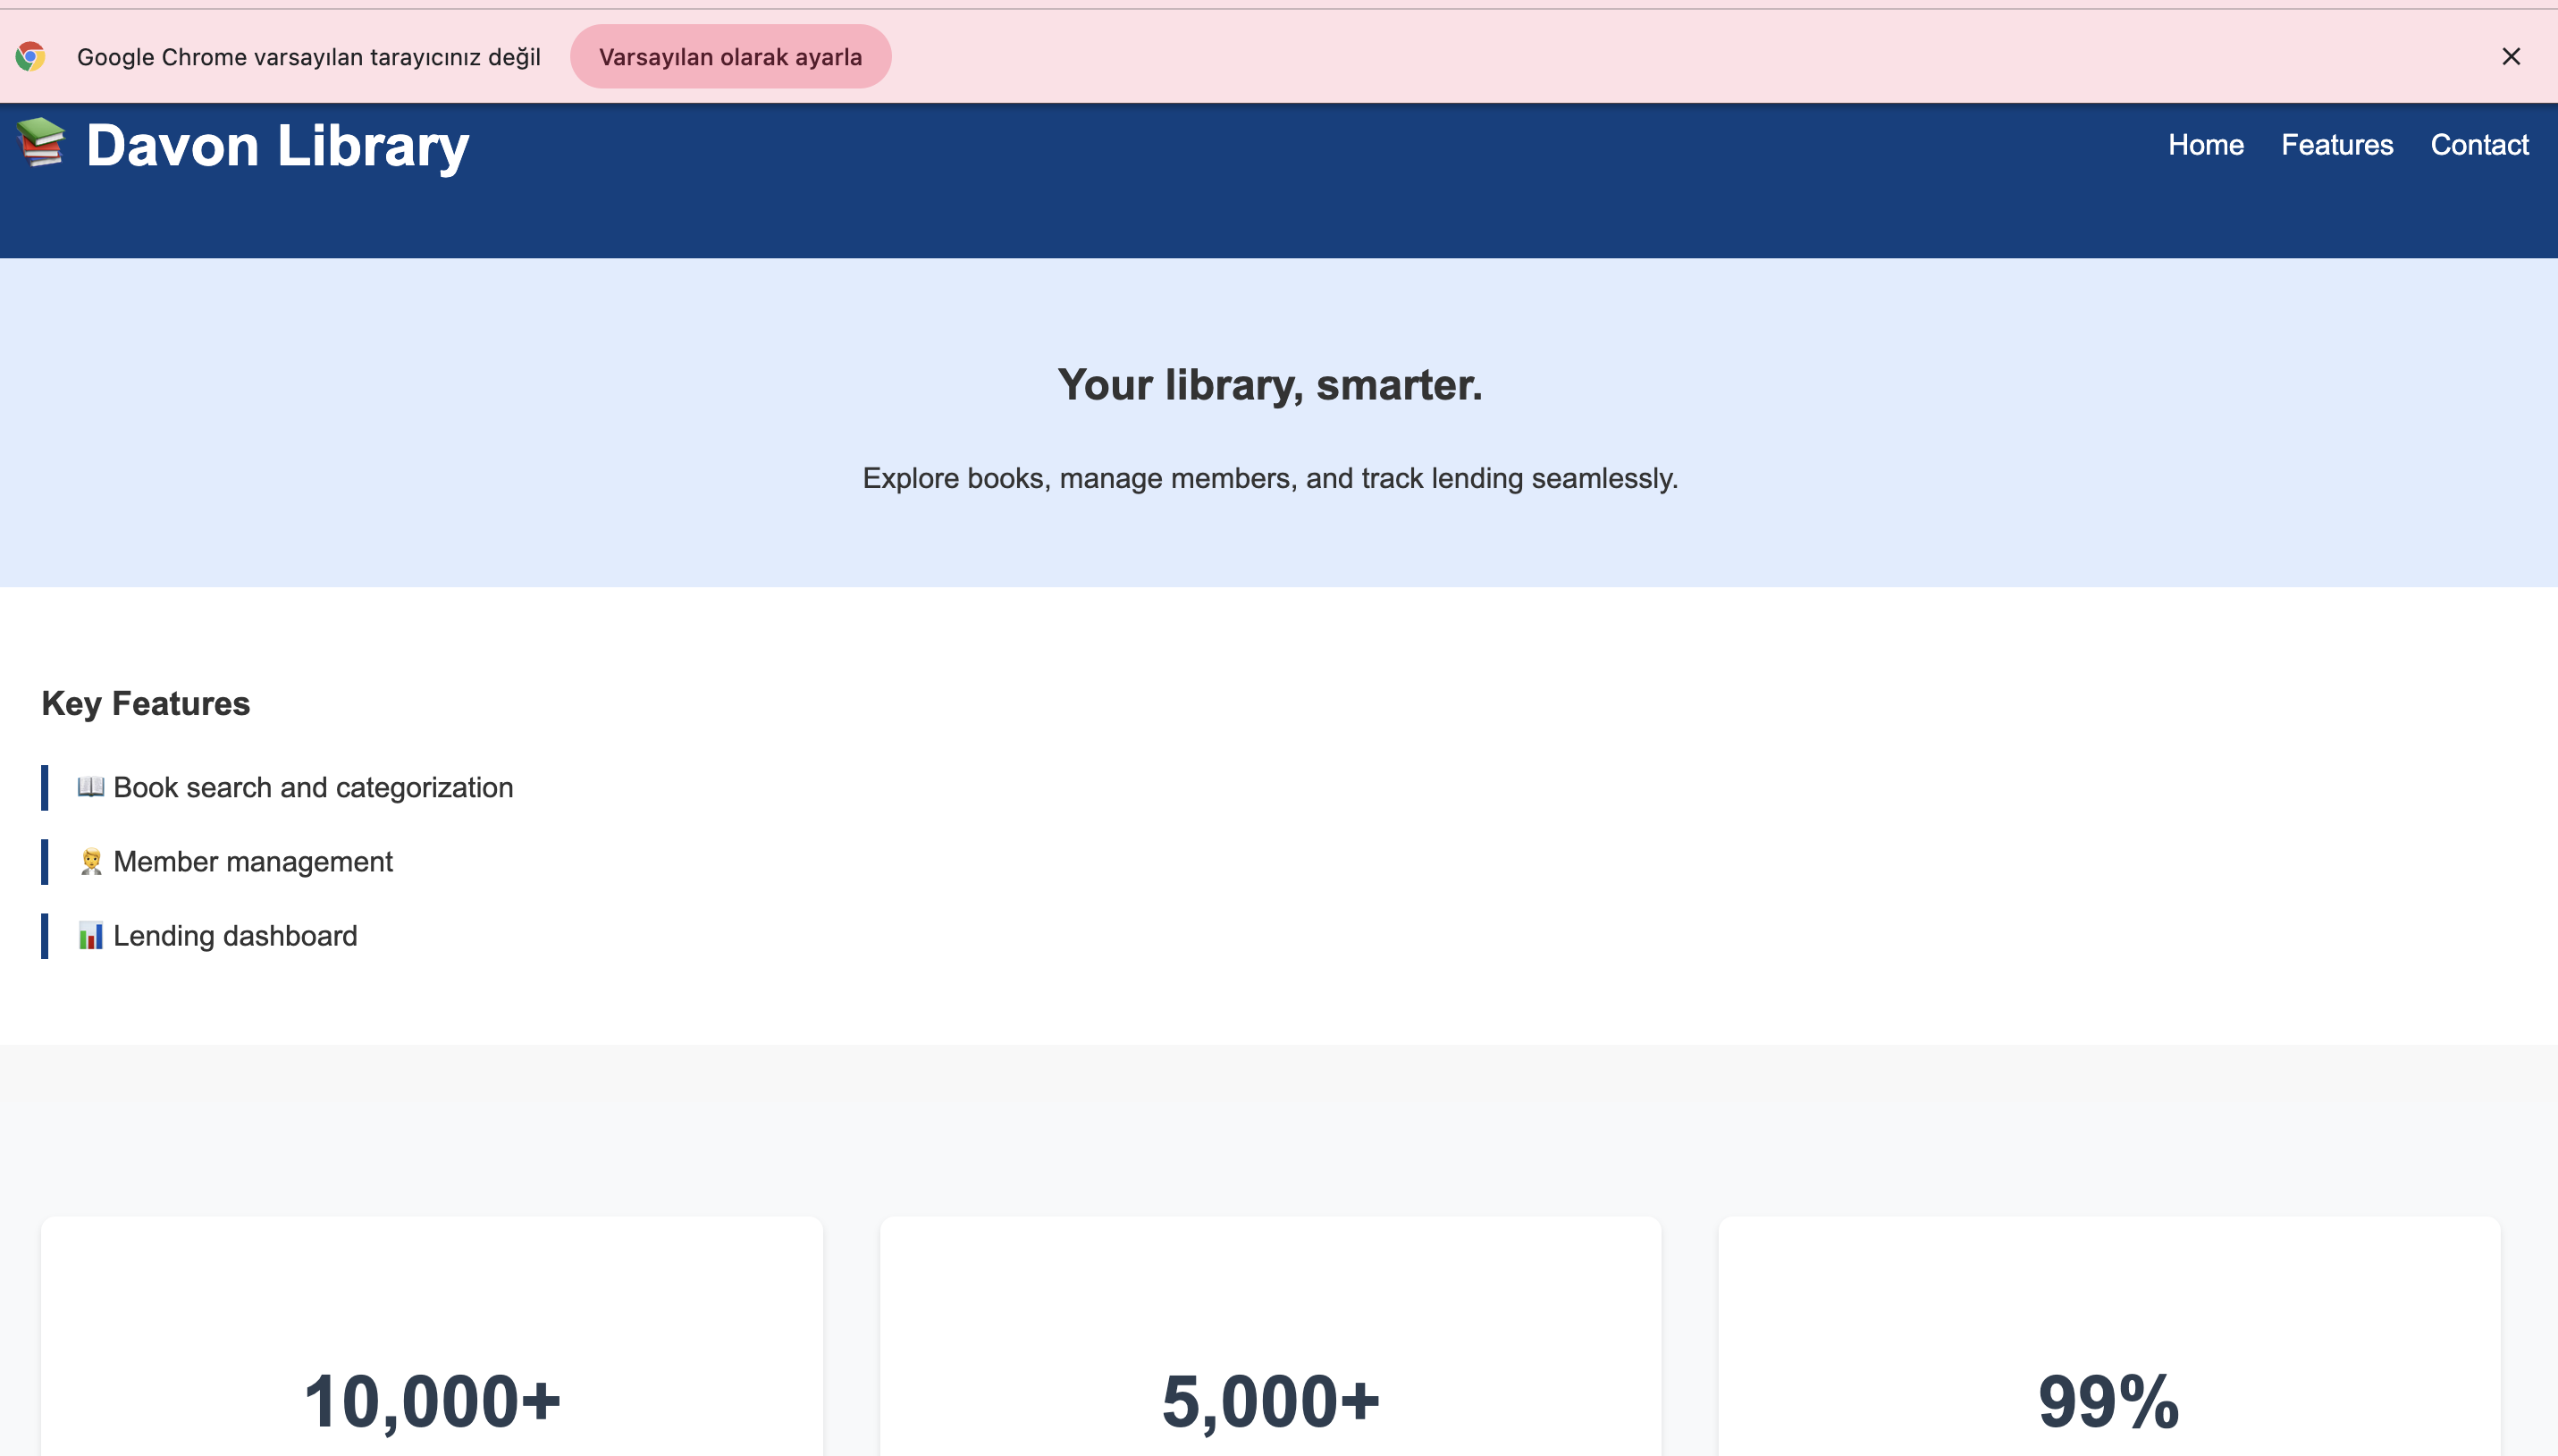 Google Chrome varsayılan tarayıcınız değil Varsayılan olarak ayarla
Davon Library Home Features Contact
Your library, smarter.
Explore books, manage members, and track lending seamlessly.
Key Features
Book search and categorization
Member management
Lending dashboard
10,000+ 5,000+ 99%